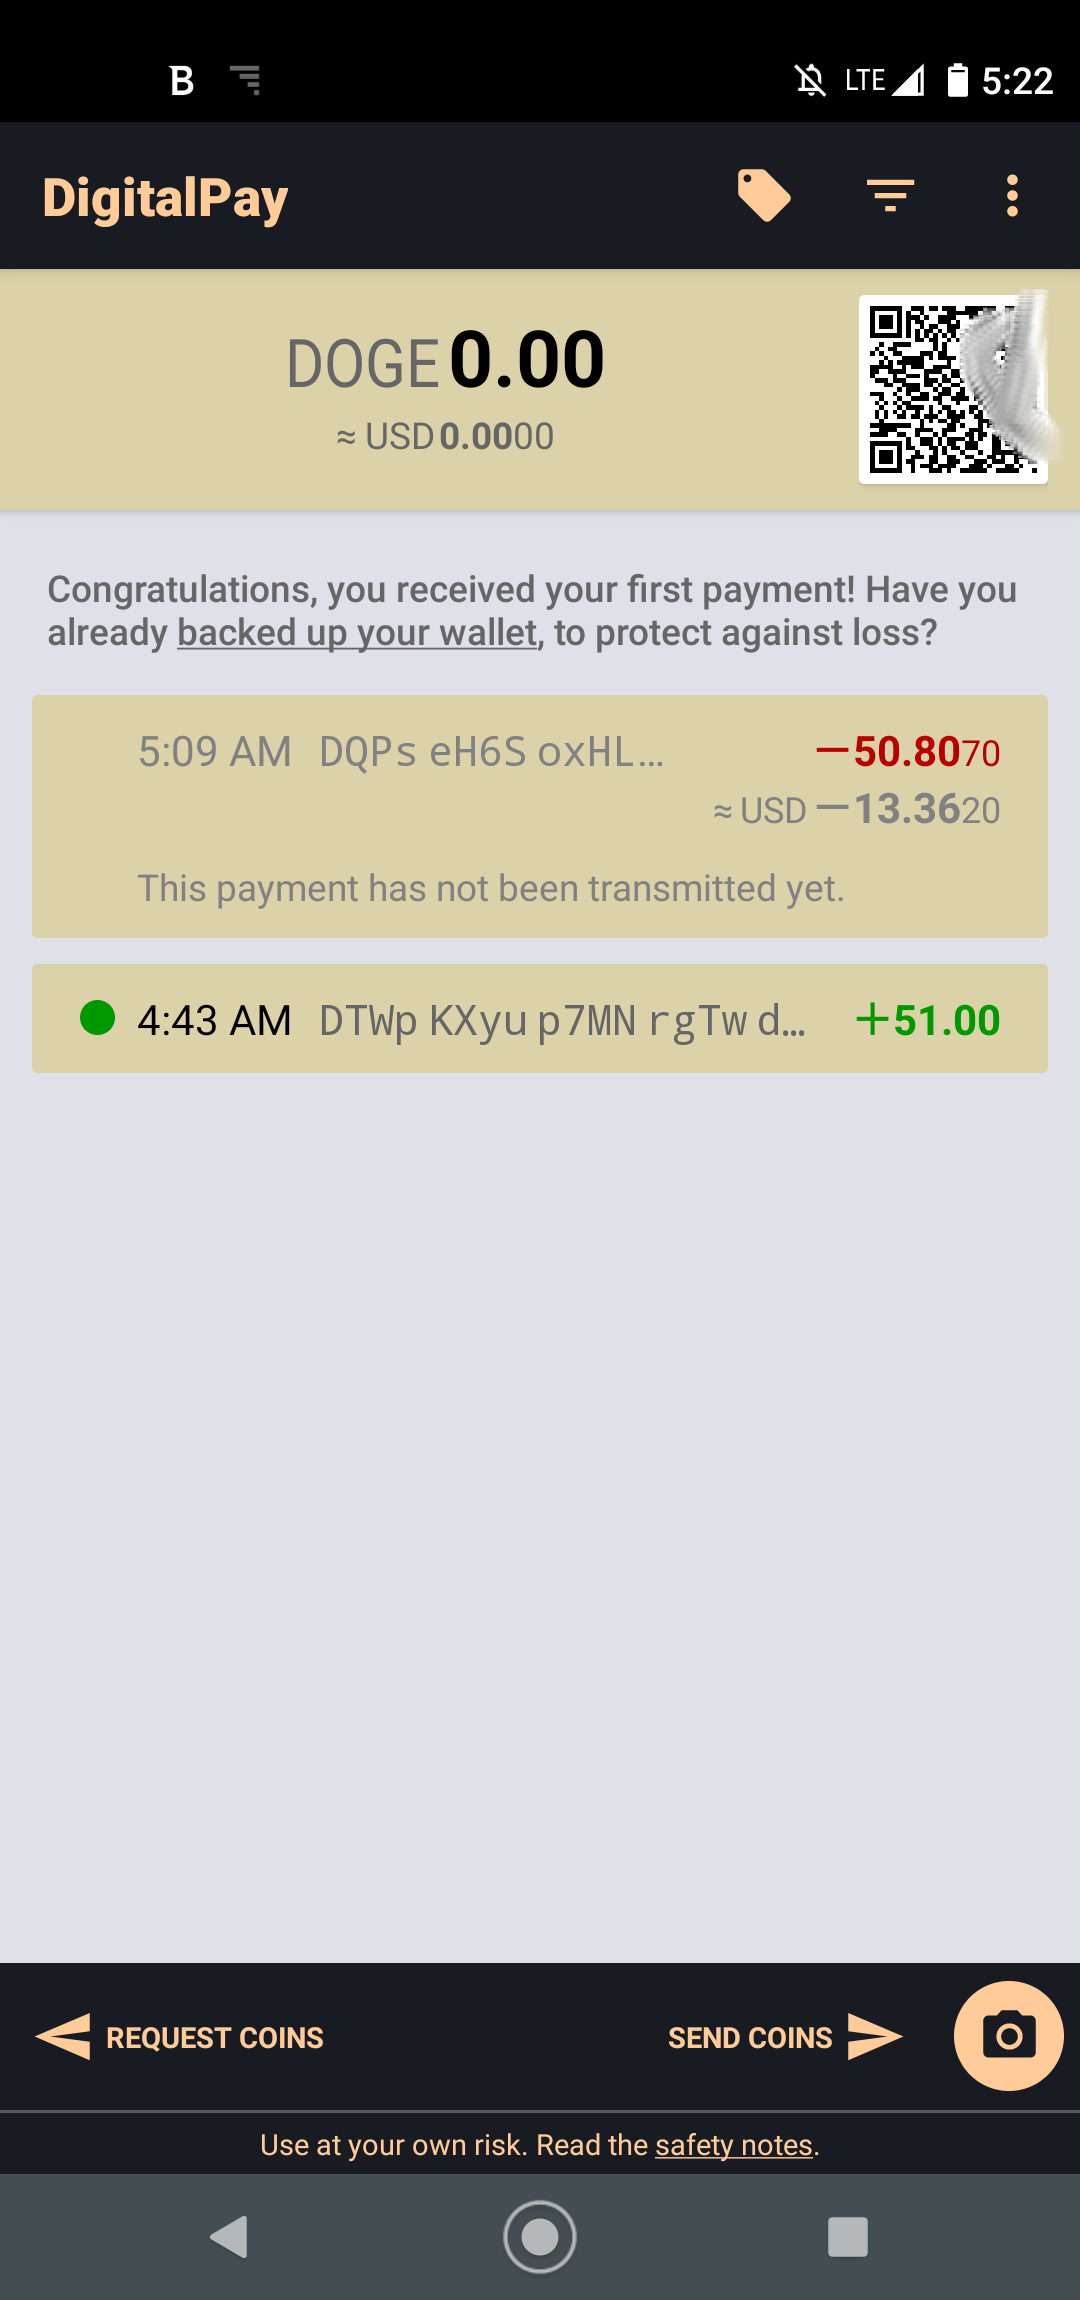 B LTE 5:22
DigitalPay
DOGE 0.00
≈ USD 0.0000
Congratulations, you received your first payment! Have you
already backed up your wallet, to protect against loss?
5:09 AM DQPs eH6S oxHL… −50.8070
≈ USD −13.3620
This payment has not been transmitted yet.
4:43 AM DTWp KXyu p7MN rgTw d… +51.00
REQUEST COINS SEND COINS
Use at your own risk. Read the safety notes.